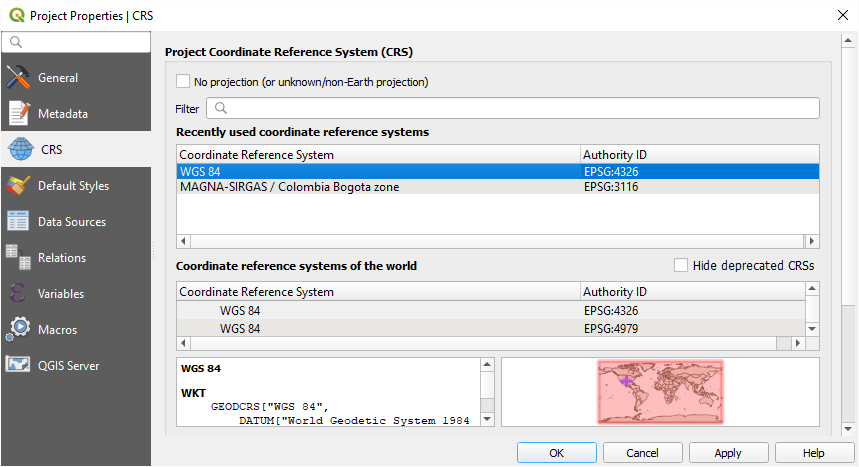 Project Properties | CRS
General
Metadata
CRS
Default Styles
Data Sources
Relations
Variables
Macros
QGIS Server
Project Coordinate Reference System (CRS)
No projection (or unknown/non-Earth projection)
Filter
Recently used coordinate reference systems
Coordinate Reference System Authority ID
WGS 84 EPSG:4326
MAGNA-SIRGAS / Colombia Bogota zone EPSG:3116
Coordinate reference systems of the world Hide deprecated CRSs
Coordinate Reference System Authority ID
WGS 84 EPSG:4326
WGS 84 EPSG:4979
WGS 84
WKT
GEODCRS["WGS 84",
DATUM["World Geodetic System 1984
OK Cancel Apply Help